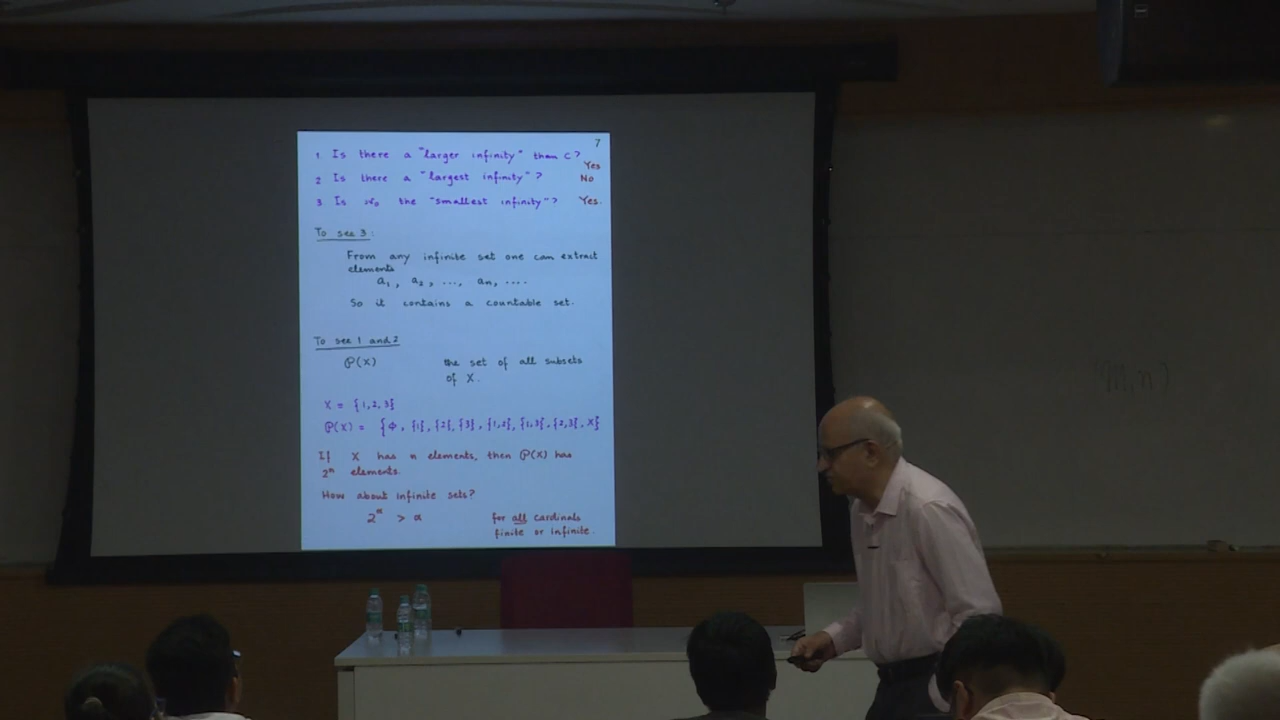 7
1 Is there a "larger infinity" than C? Yes
2 Is there a "largest infinity"? No
3 Is ℵ₀ the "smallest infinity"? Yes.
To see 3:
From any infinite set one can extract
elements
a₁, a₂, ..., aₙ, ....
So it contains a countable set.
To see 1 and 2
℘(X) the set of all subsets
of X.
X = {1,2,3}
℘(X) = {Φ, {1}, {2}, {3}, {1,2}, {1,3}, {2,3}, X}
If X has n elements, then ℘(X) has
2ⁿ elements.
How about infinite sets?
2^α > α for all cardinals
finite or infinite.
(m,n)